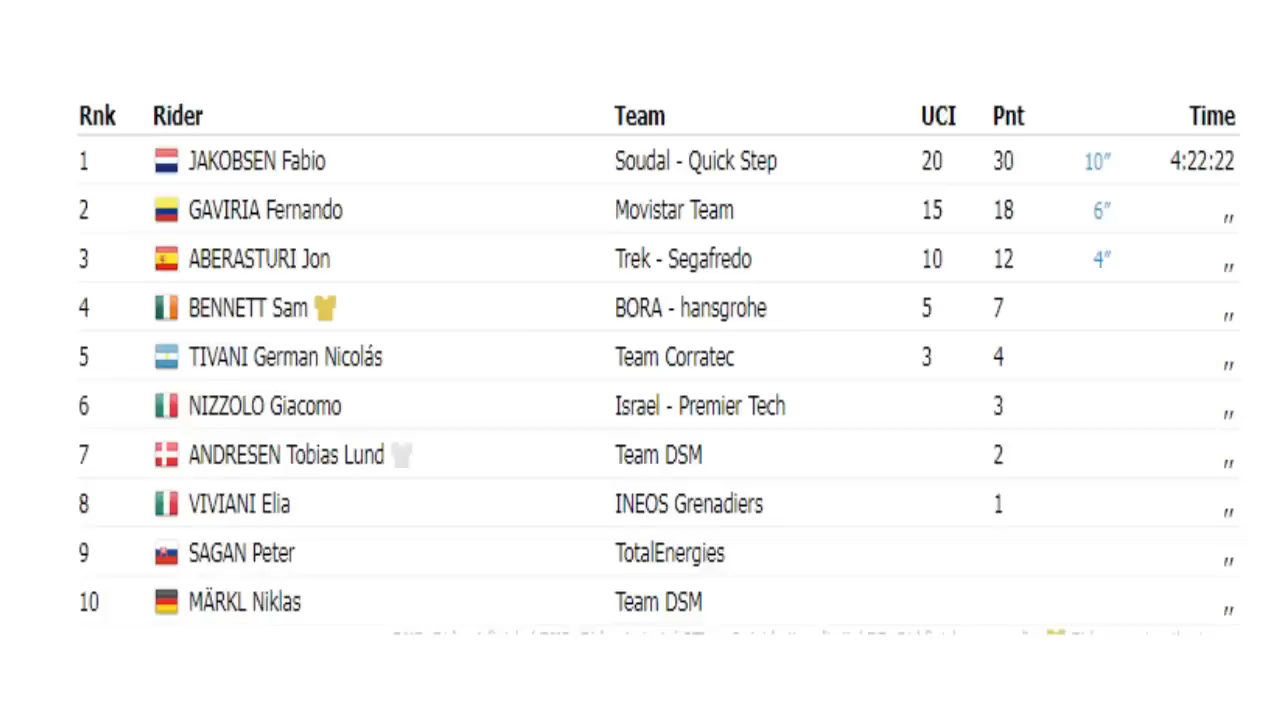 Rnk Rider Team UCI Pnt Time
1 JAKOBSEN Fabio Soudal - Quick Step 20 30 10″ 4:22:22
2 GAVIRIA Fernando Movistar Team 15 18 6″ ,,
3 ABERASTURI Jon Trek - Segafredo 10 12 4″ ,,
4 BENNETT Sam BORA - hansgrohe 5 7 ,,
5 TIVANI German Nicolás Team Corratec 3 4 ,,
6 NIZZOLO Giacomo Israel - Premier Tech 3 ,,
7 ANDRESEN Tobias Lund Team DSM 2 ,,
8 VIVIANI Elia INEOS Grenadiers 1 ,,
9 SAGAN Peter TotalEnergies ,,
10 MÄRKL Niklas Team DSM ,,